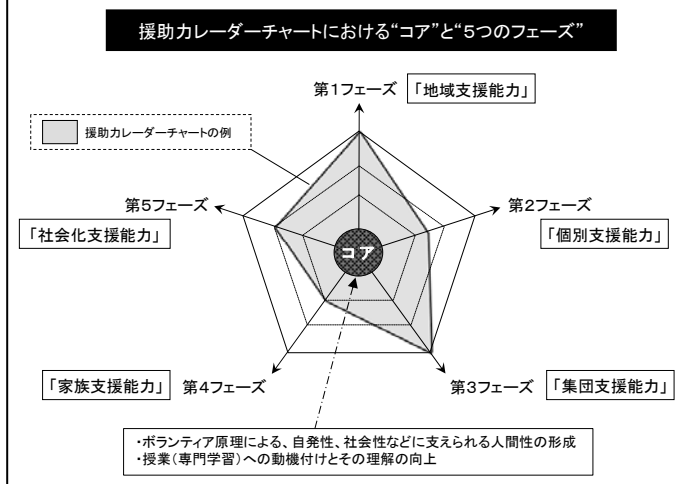 援助力レーダーチャートにおける“コア”と“5つのフェーズ”
第1フェーズ 「地域支援能力」
援助力レーダーチャートの例
第5フェーズ
「社会化支援能力」
第2フェーズ
「個別支援能力」
コア
「家族支援能力」 第4フェーズ
第3フェーズ 「集団支援能力」
・ボランティア原理による、自発性、社会性などに支えられる人間性の形成
・授業(専門学習)への動機付けとその理解の向上